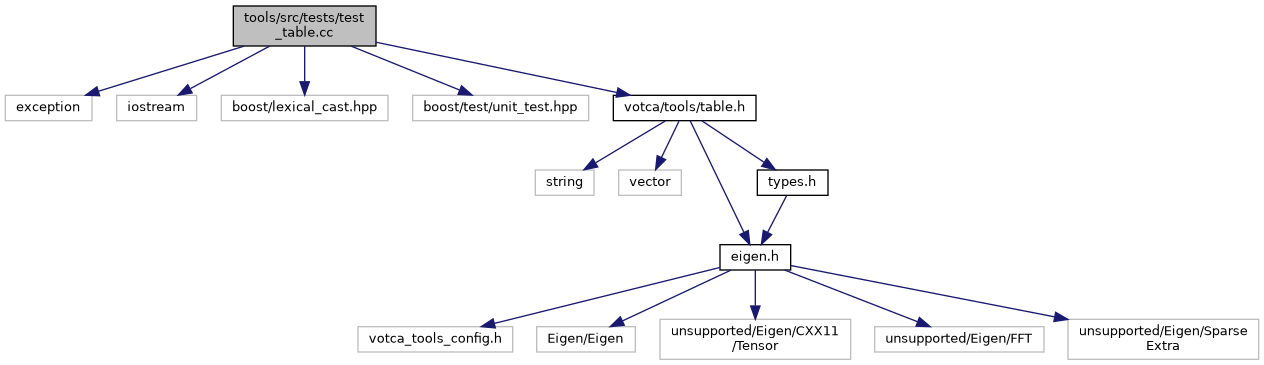 tools/src/tests/test
_table.cc
exception
iostream
boost/lexical_cast.hpp
boost/test/unit_test.hpp
votca/tools/table.h
string
vector
types.h
eigen.h
votca_tools_config.h
Eigen/Eigen
unsupported/Eigen/CXX11
/Tensor
unsupported/Eigen/FFT
unsupported/Eigen/Sparse
Extra